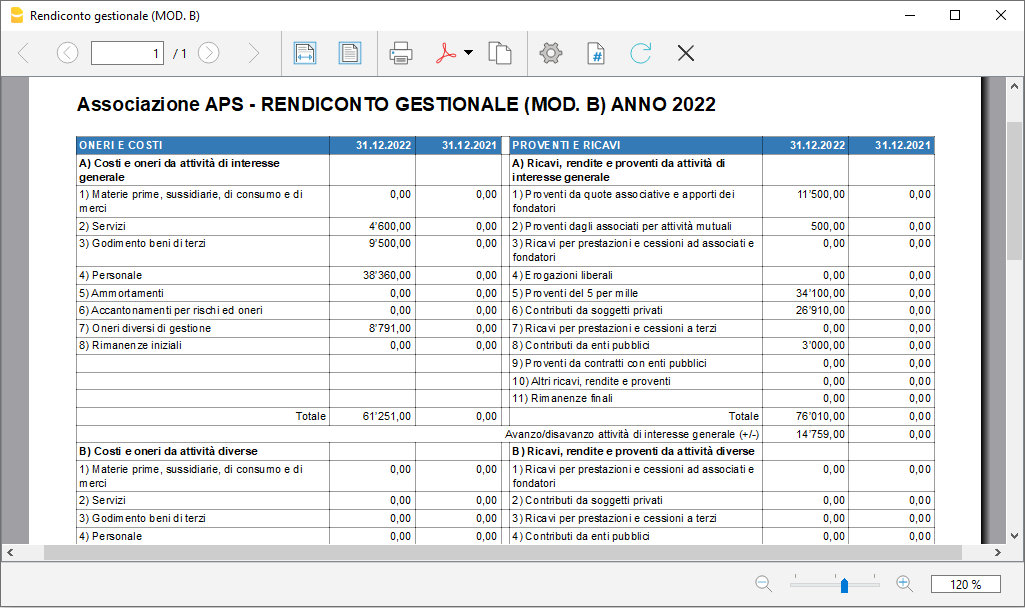 Rendiconto gestionale (MOD. B)
1 / 1
#
Associazione APS - RENDICONTO GESTIONALE (MOD. B) ANNO 2022
ONERI E COSTI 31.12.2022 31.12.2021 PROVENTI E RICAVI 31.12.2022 31.12.2021
A) Costi e oneri da attività di interesse A) Ricavi, rendite e proventi da attività di
generale interesse generale
1) Materie prime, sussidiarie, di consumo e di 0,00 0,00 1) Proventi da quote associative e apporti dei 11'500,00 0,00
merci fondatori
2) Servizi 4'600,00 0,00 2) Proventi dagli associati per attività mutuali 500,00 0,00
3) Godimento beni di terzi 9'500,00 0,00 3) Ricavi per prestazioni e cessioni ad associati e 0,00 0,00
fondatori
4) Personale 38'360,00 0,00 4) Erogazioni liberali 0,00 0,00
5) Ammortamenti 0,00 0,00 5) Proventi del 5 per mille 34'100,00 0,00
6) Accantonamenti per rischi ed oneri 0,00 0,00 6) Contributi da soggetti privati 26'910,00 0,00
7) Oneri diversi di gestione 8'791,00 0,00 7) Ricavi per prestazioni e cessioni a terzi 0,00 0,00
8) Rimanenze iniziali 0,00 0,00 8) Contributi da enti pubblici 3'000,00 0,00
9) Proventi da contratti con enti pubblici 0,00 0,00
10) Altri ricavi, rendite e proventi 0,00 0,00
11) Rimanenze finali 0,00 0,00
Totale 61'251,00 0,00 Totale 76'010,00 0,00
Avanzo/disavanzo attività di interesse generale (+/-) 14'759,00 0,00
B) Costi e oneri da attività diverse B) Ricavi, rendite e proventi da attività diverse
1) Materie prime, sussidiarie, di consumo e di 0,00 0,00 1) Ricavi per prestazioni e cessioni ad associati e 0,00 0,00
merci fondatori
2) Servizi 0,00 0,00 2) Contributi da soggetti privati 0,00 0,00
3) Godimento beni di terzi 0,00 0,00 3) Ricavi per prestazioni e cessioni a terzi 0,00 0,00
4) Personale 0,00 0,00 4) Contributi da enti pubblici 0,00 0,00
120 %